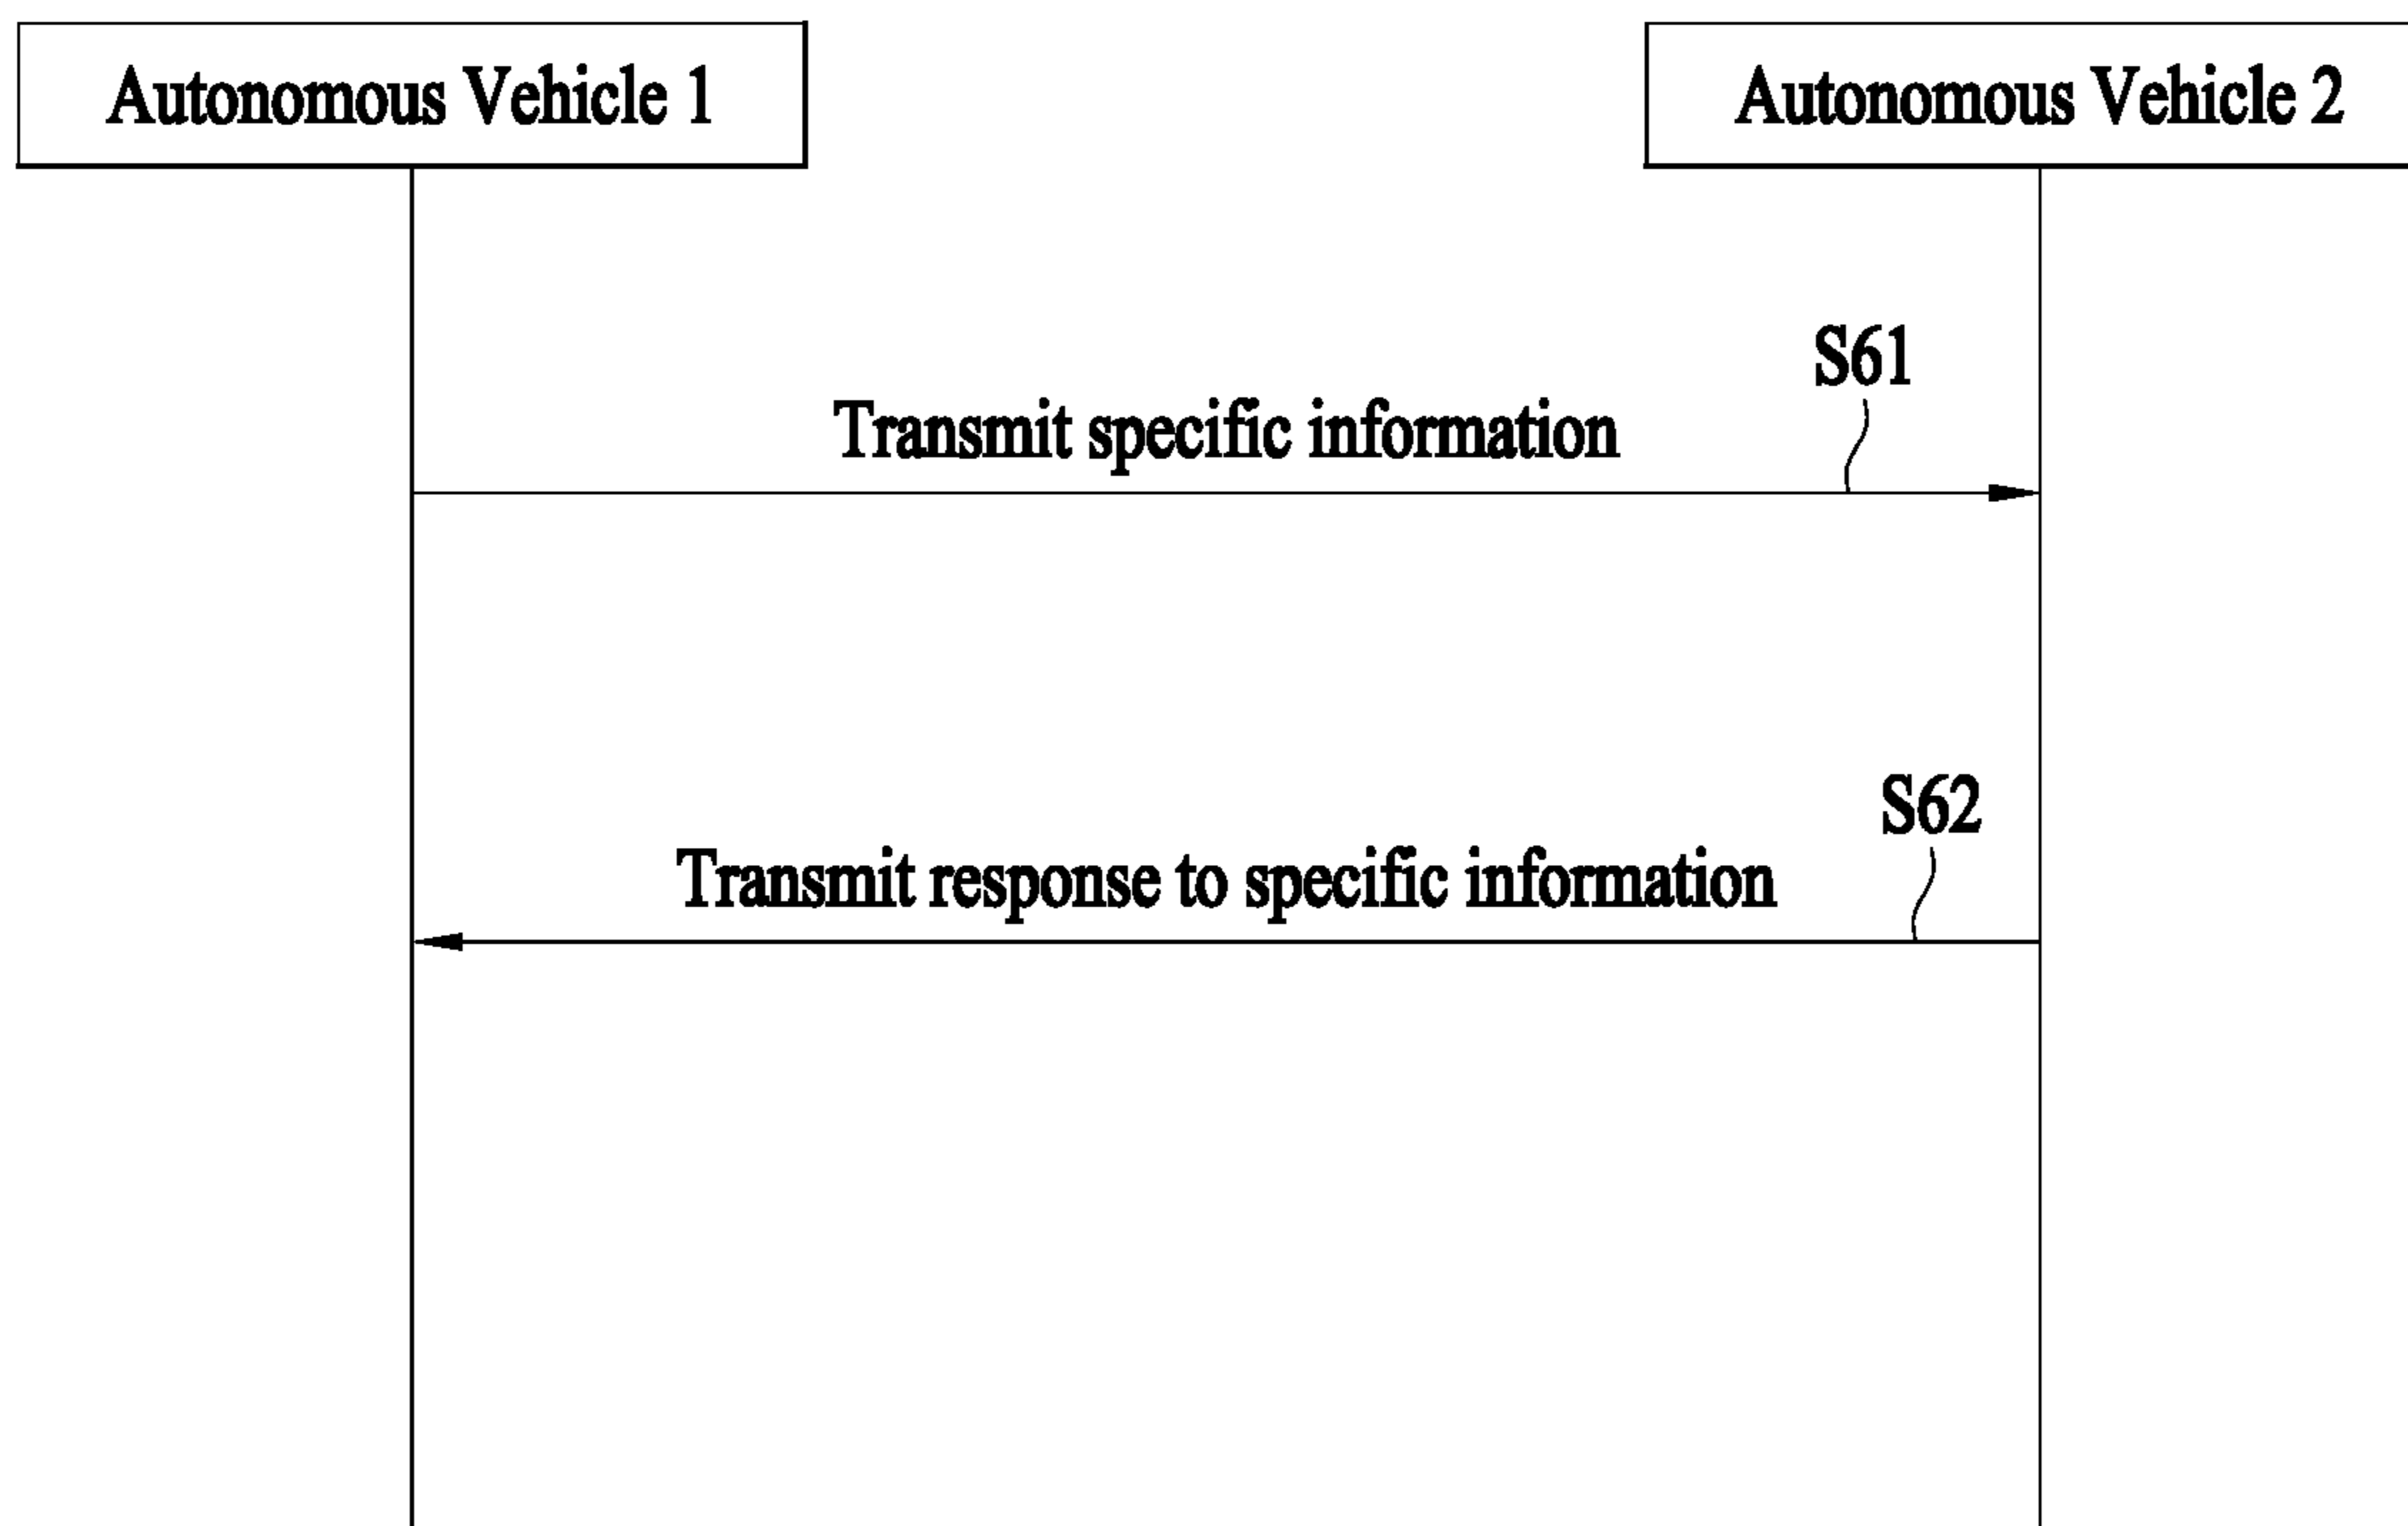 Autonomous Vehicle 1
Autonomous Vehicle 2
S61
Transmit specific information
S62
Transmit response to specific information